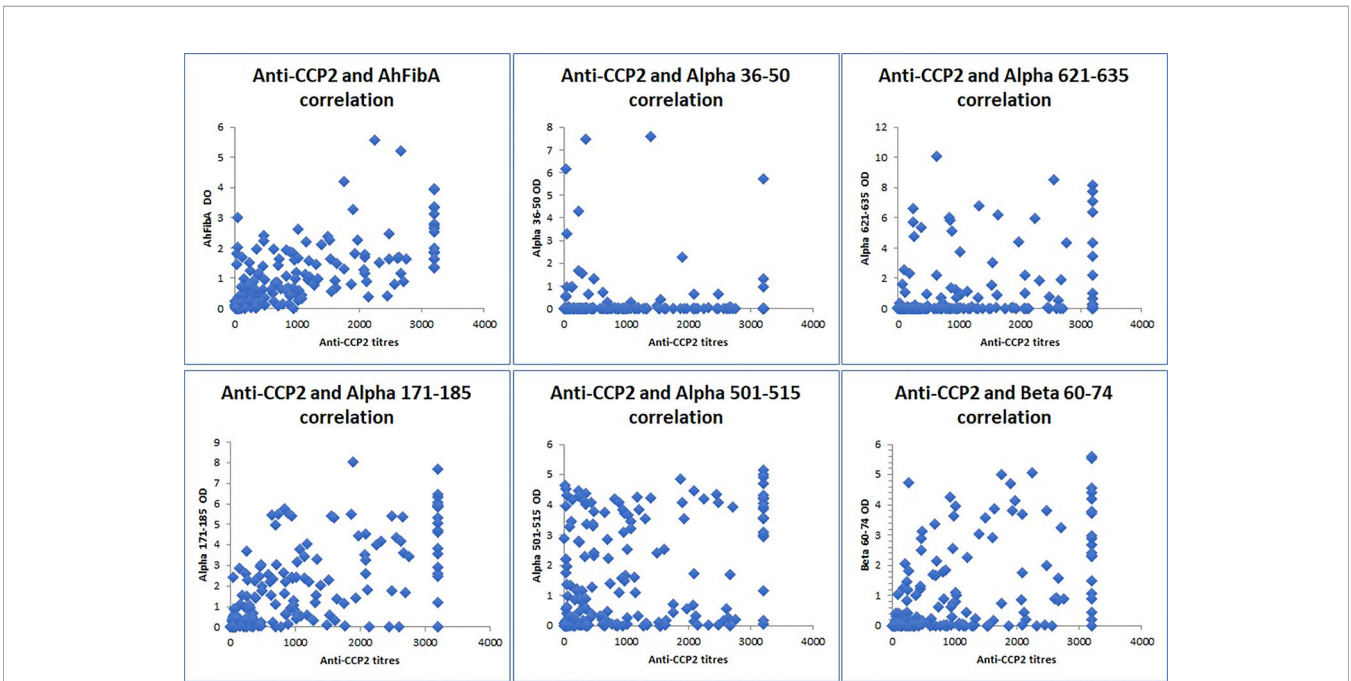 Anti-CCP2 and AhFibA
correlation
6
5
4
3
2
1
0
AhFibA DO
0 1000 2000 3000 4000
Anti-CCP2 titres
Anti-CCP2 and Alpha 36-50
correlation
8
7
6
5
4
3
2
1
0
Alpha 36-50 OD
0 1000 2000 3000 4000
Anti-CCP2 titres
Anti-CCP2 and Alpha 621-635
correlation
12
10
8
6
4
2
0
Alpha 621-635 OD
0 1000 2000 3000 4000
Anti-CCP2 titres
Anti-CCP2 and Alpha 171-185
correlation
9
8
7
6
5
4
3
2
1
0
Alpha 171-185 OD
0 1000 2000 3000 4000
Anti-CCP2 titres
Anti-CCP2 and Alpha 501-515
correlation
6
5
4
3
2
1
0
Alpha 501-515 OD
0 1000 2000 3000 4000
Anti-CCP2 titres
Anti-CCP2 and Beta 60-74
correlation
6
5
4
3
2
1
0
Beta 60-74 OD
0 1000 2000 3000 4000
Anti-CCP2 titres